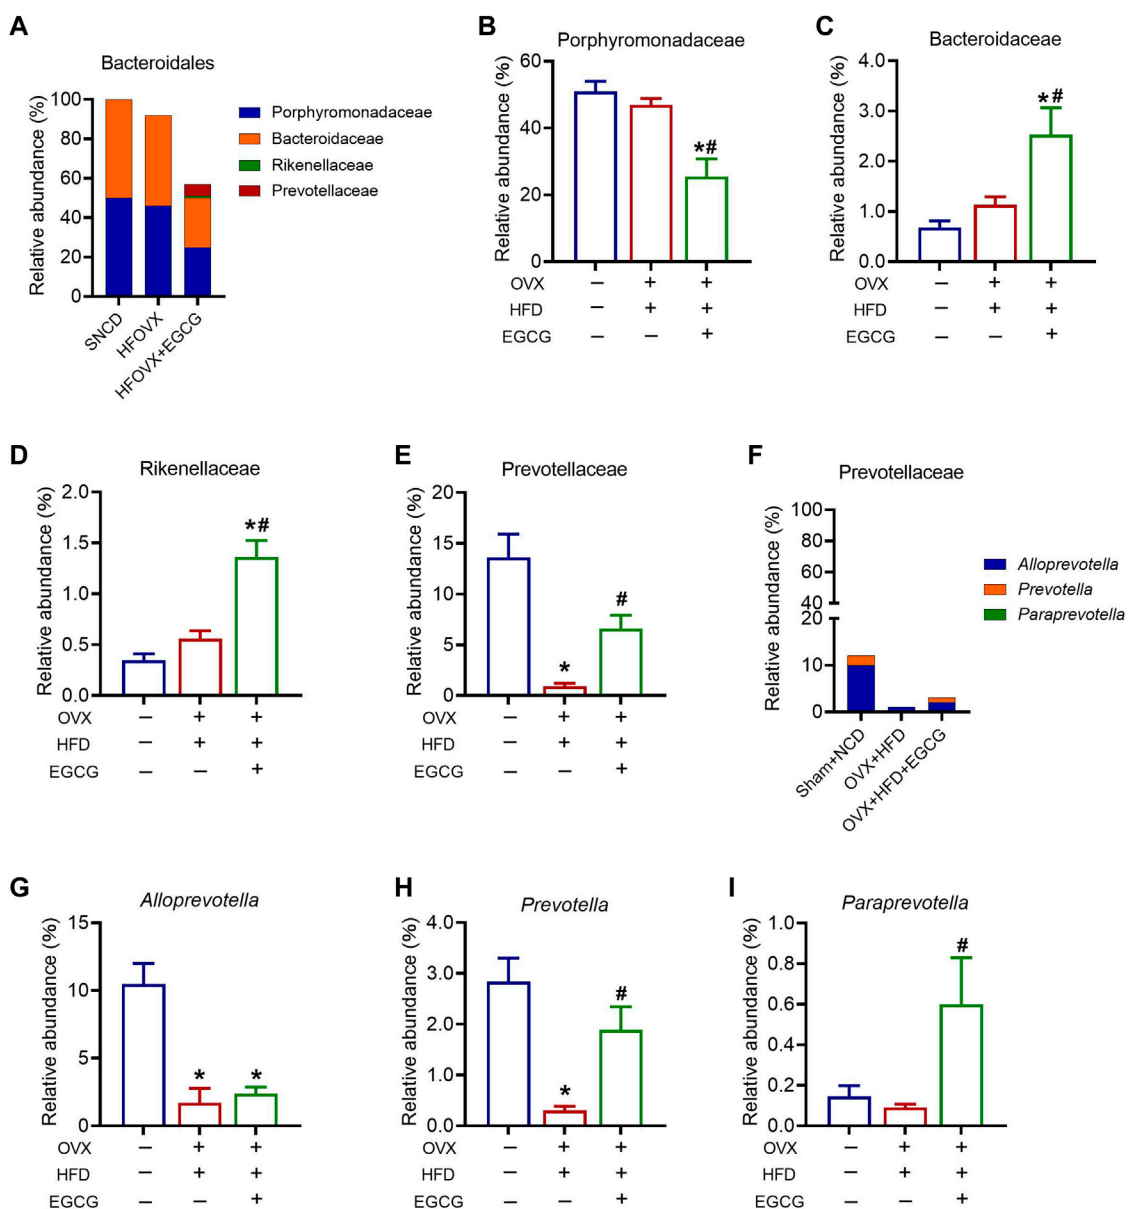 A
Bacteroidales
Relative abundance (%)
100
80
60
40
20
0
SNCD
HFOVX
HFOVX+EGCG
Porphyromonadaceae
Bacteroidaceae
Rikenellaceae
Prevotellaceae
B
Porphyromonadaceae
Relative abundance (%)
60
40
20
0
*#
OVX – + +
HFD – + +
EGCG – – +
C
Bacteroidaceae
Relative abundance (%)
4.0
3.0
2.0
1.0
0.0
*#
OVX – + +
HFD – + +
EGCG – – +
D
Rikenellaceae
Relative abundance (%)
2.0
1.5
1.0
0.5
0.0
*#
OVX – + +
HFD – + +
EGCG – – +
E
Prevotellaceae
Relative abundance (%)
20
15
10
5
0
*
#
OVX – + +
HFD – + +
EGCG – – +
F
Prevotellaceae
Relative abundance (%)
100
80
60
40
20
10
0
Sham+NCD
OVX+HFD
OVX+HFD+EGCG
Alloprevotella
Prevotella
Paraprevotella
G
Alloprevotella
Relative abundance (%)
15
10
5
0
*
*
OVX – + +
HFD – + +
EGCG – – +
H
Prevotella
Relative abundance (%)
4.0
3.0
2.0
1.0
0.0
*
#
OVX – + +
HFD – + +
EGCG – – +
I
Paraprevotella
Relative abundance (%)
1.0
0.8
0.6
0.4
0.2
0.0
#
OVX – + +
HFD – + +
EGCG – – +